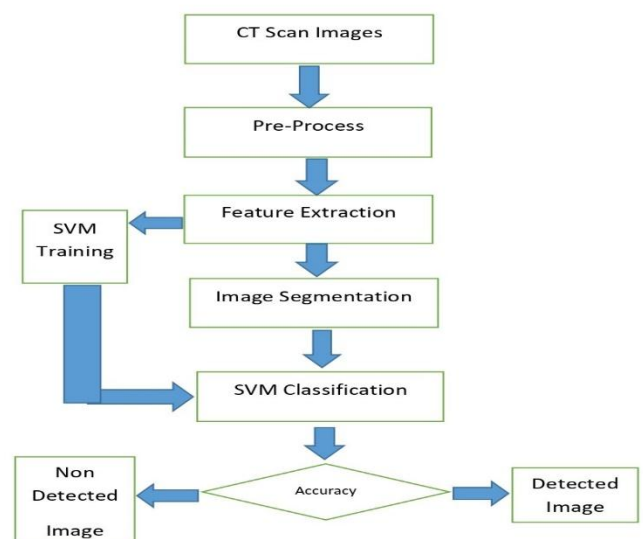 CT Scan Images
Pre-Process
Feature Extraction
SVM
Training
Image Segmentation
SVM Classification
Non
Detected
Image
Accuracy
Detected
Image